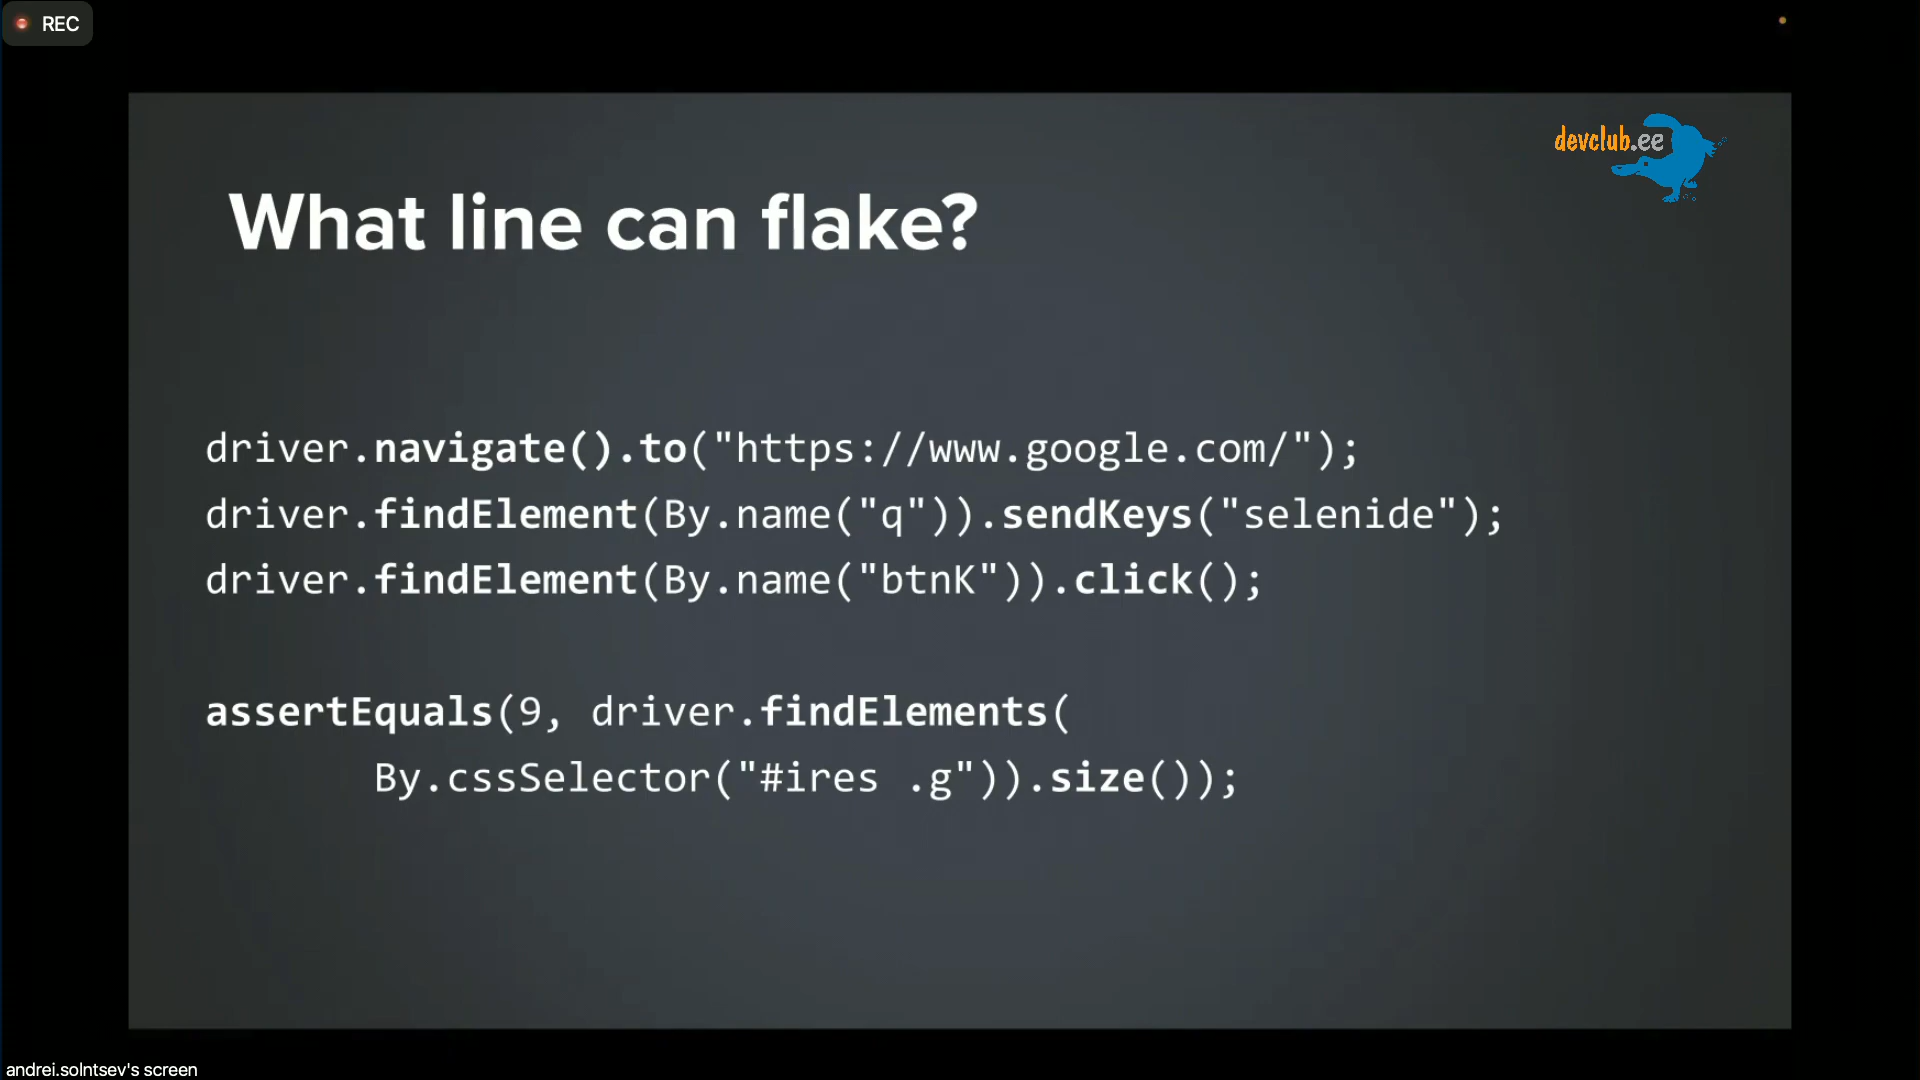 REC
devclub.ee
What line can flake?
driver.navigate().to("https://www.google.com/");
driver.findElement(By.name("q")).sendKeys("selenide");
driver.findElement(By.name("btnK")).click();
assertEquals(9, driver.findElements(
By.cssSelector("#ires .g")).size());
andrei.solntsev's screen